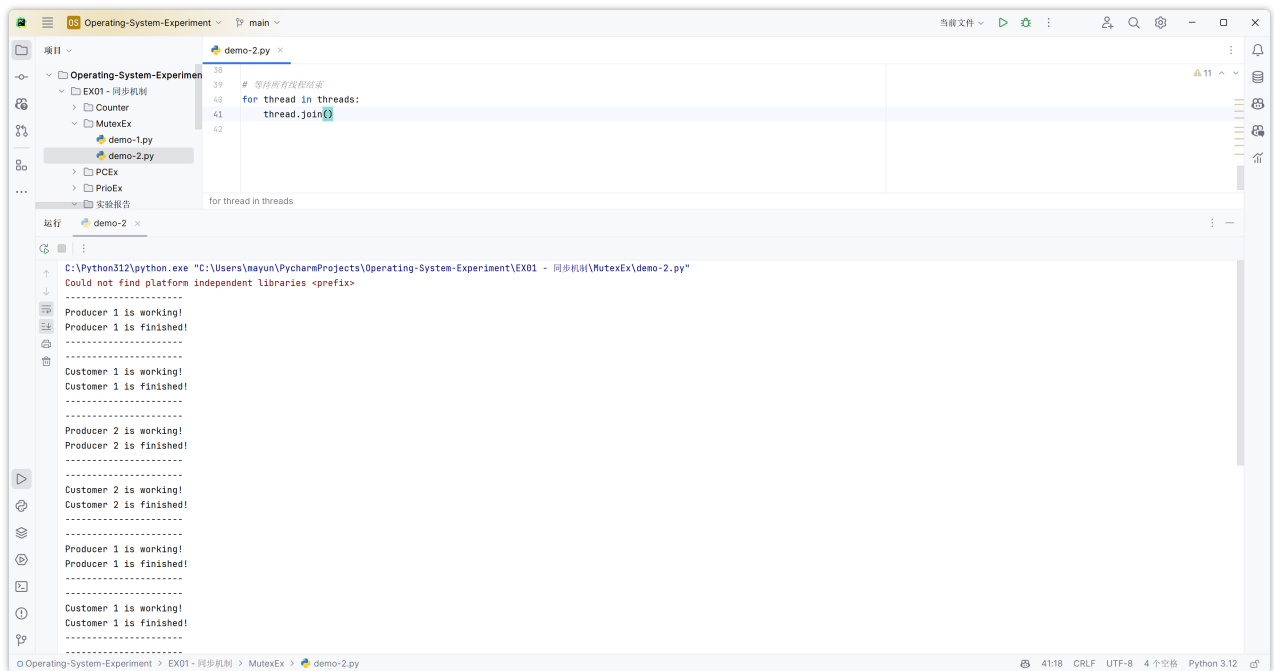 OS Operating-System-Experiment main 当前文件
项目
demo-2.py
Operating-System-Experimen
EX01 - 同步机制
Counter
MutexEx
demo-1.py
demo-2.py
PCEx
PrioEx
实验报告
38
39 # 等待所有线程结束
40 for thread in threads:
41 thread.join()
42
11
for thread in threads
运行 demo-2
C:\Python312\python.exe "C:\Users\mayun\PycharmProjects\Operating-System-Experiment\EX01 - 同步机制\MutexEx\demo-2.py"
Could not find platform independent libraries <prefix>
----------------------
Producer 1 is working!
Producer 1 is finished!
----------------------
----------------------
Customer 1 is working!
Customer 1 is finished!
----------------------
----------------------
Producer 2 is working!
Producer 2 is finished!
----------------------
----------------------
Customer 2 is working!
Customer 2 is finished!
----------------------
----------------------
Producer 1 is working!
Producer 1 is finished!
----------------------
----------------------
Customer 1 is working!
Customer 1 is finished!
----------------------
----------------------
Operating-System-Experiment > EX01 - 同步机制 > MutexEx > demo-2.py 41:18 CRLF UTF-8 4 个空格 Python 3.12